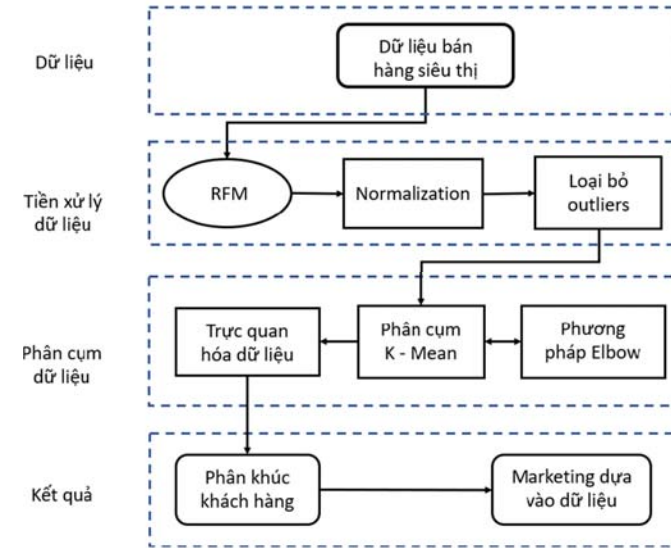 Dữ liệu
Dữ liệu bán
hàng siêu thị
Tiền xử lý
dữ liệu
RFM
Normalization
Loại bỏ
outliers
Phân cụm
dữ liệu
Trực quan
hóa dữ liệu
Phân cụm
K - Mean
Phương
pháp Elbow
Kết quả
Phân khúc
khách hàng
Marketing dựa
vào dữ liệu